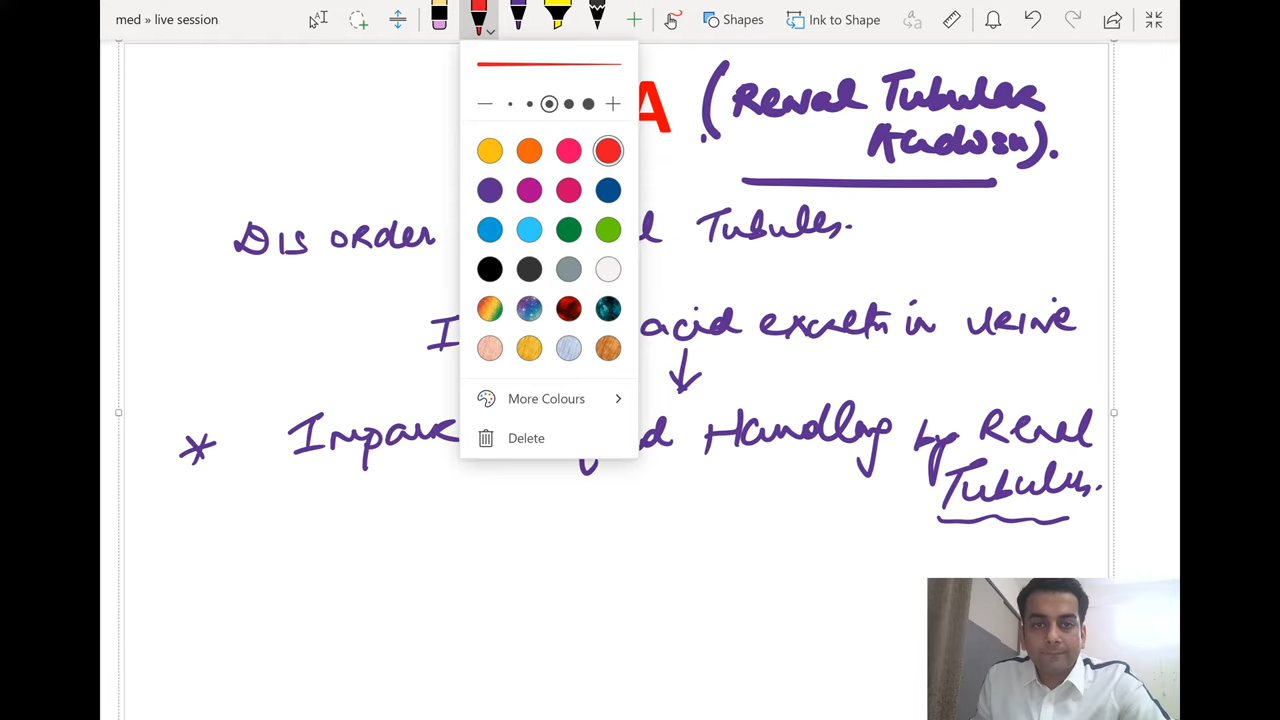 med » live session
Shapes
Ink to Shape
A (Renal Tubular
Acidosis).
Dis order Tubules.
acid excretn in urine
* Handling by Renal
Tubules.
More Colours
Delete